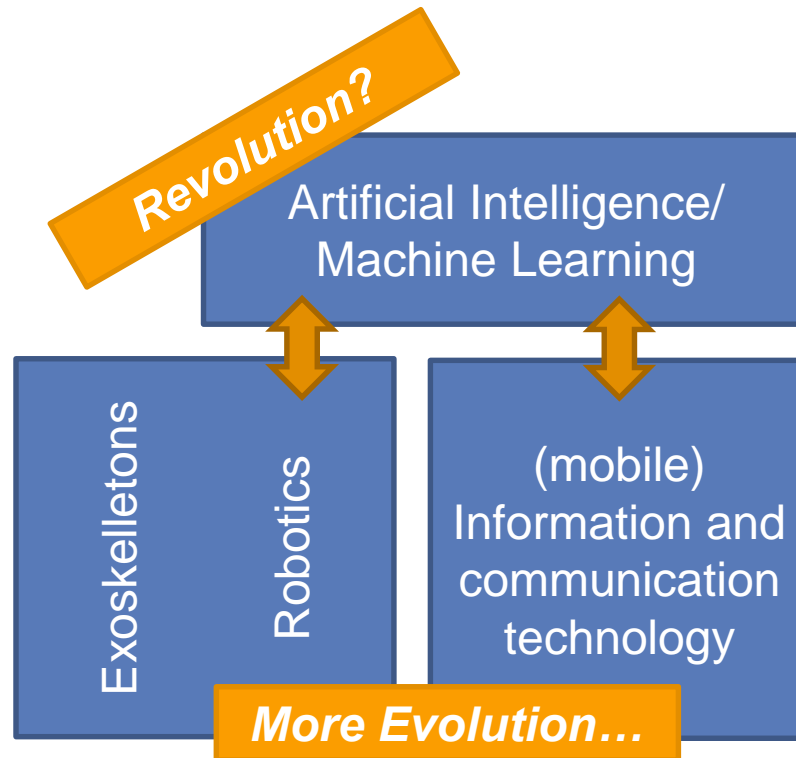 Revolution?
Artificial Intelligence/
Machine Learning
Exoskelletons
Robotics
(mobile)
Information and
communication
technology
More Evolution…